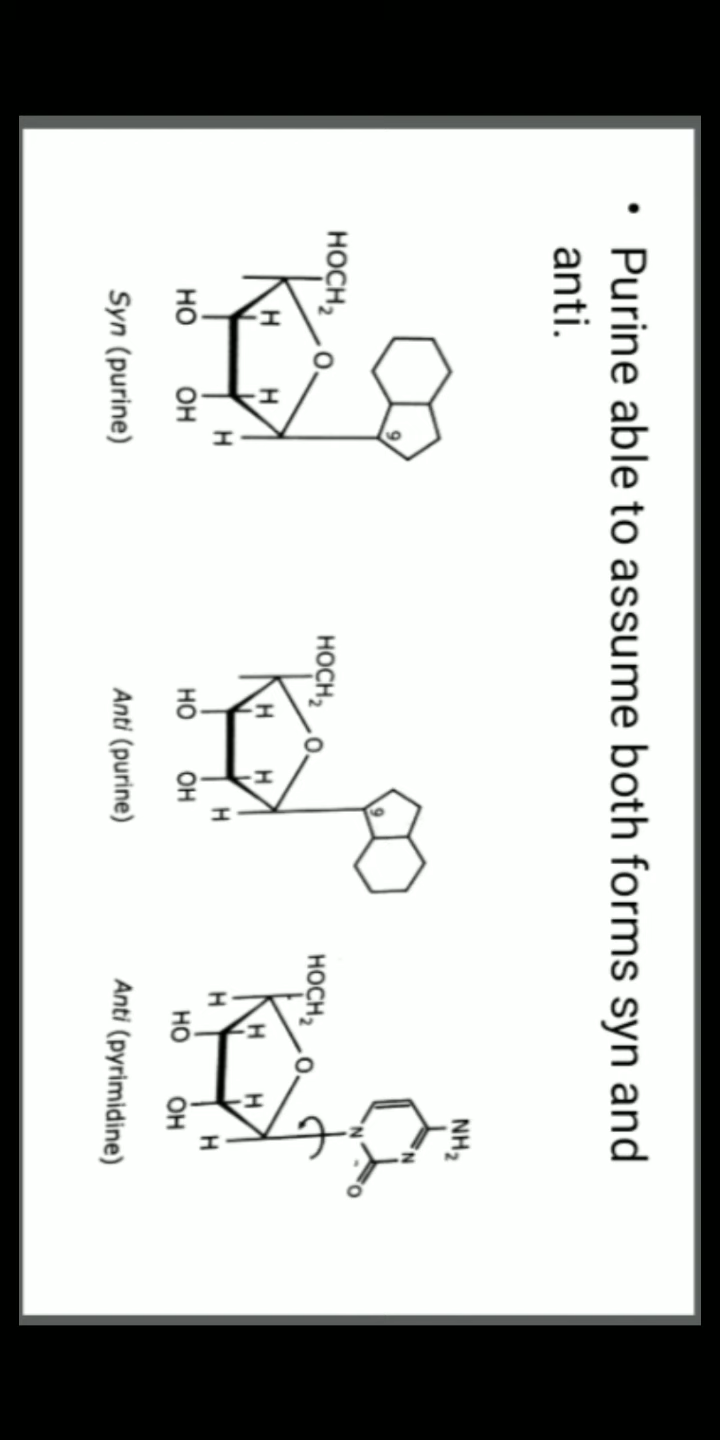 • Purine able to assume both forms syn and
anti.
HOCH2
O
9
H
H
HO
OH
H
Syn (purine)
HOCH2
O
9
H
H
HO
OH
H
Anti (purine)
NH2
N
N
O
HOCH2
O
H
H
H
HO
OH
H
Anti (pyrimidine)